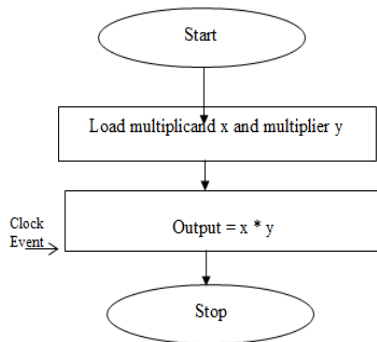 Start
Load multiplicand x and multiplier y
Clock
Event
Output = x * y
Stop